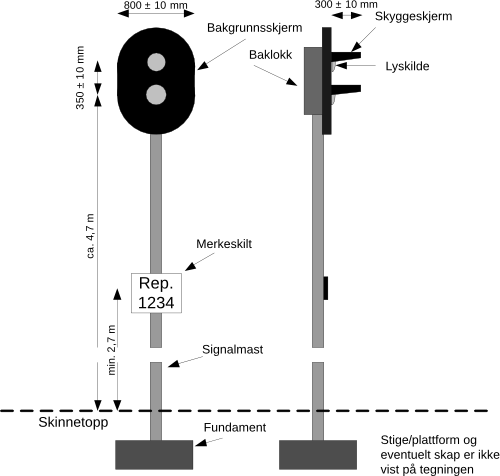 800 ± 10 mm
300 ± 10 mm
Skyggeskjerm
Bakgrunnsskjerm
Baklokk
Lyskilde
350 ± 10 mm
ca. 4,7 m
Merkeskilt
Rep.
1234
min. 2,7 m
Signalmast
Skinnetopp
Fundament
Stige/plattform og
eventuelt skap er ikke
vist på tegningen